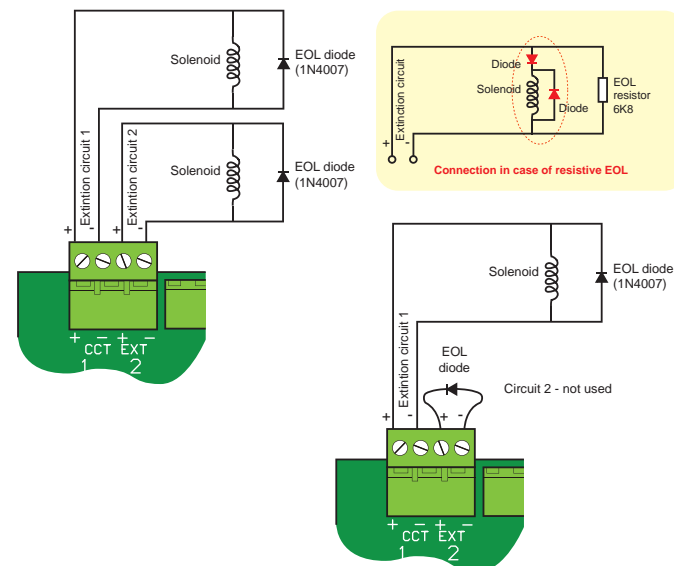 Solenoid
EOL diode
(1N4007)
Extintion circuit 1
+
-
Extintion circuit 2
+
-
Solenoid
EOL diode
(1N4007)
+ − + −
CCT EXT
1 2
Diode
Solenoid
Diode
EOL
resistor
6K8
Extinction circuit
+ -
Connection in case of resistive EOL
Solenoid
EOL diode
(1N4007)
Extintion circuit 1
EOL
diode
Circuit 2 - not used
+ - + -
+ − + −
CCT EXT
1 2